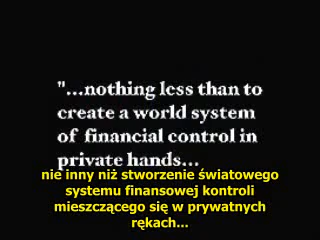 "...nothing less than to
create a world system
of financial control in
private hands...
nie inny niż stworzenie światowego
systemu finansowej kontroli
mieszczącego się w prywatnych
rękach...